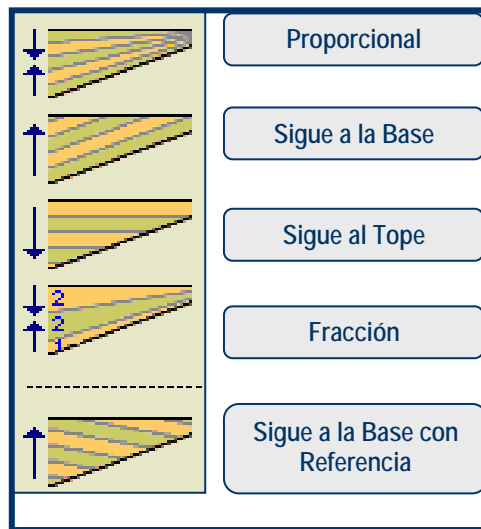 Proporcional
Sigue a la Base
Sigue al Tope
2
2
1
Fracción
Sigue a la Base con
Referencia